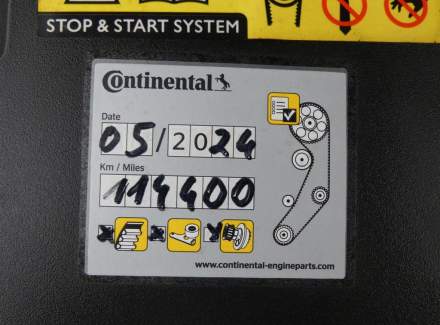 STOP & START SYSTEM
Continental
Date
05/2024
Km / Miles
114400
www.continental-engineparts.com